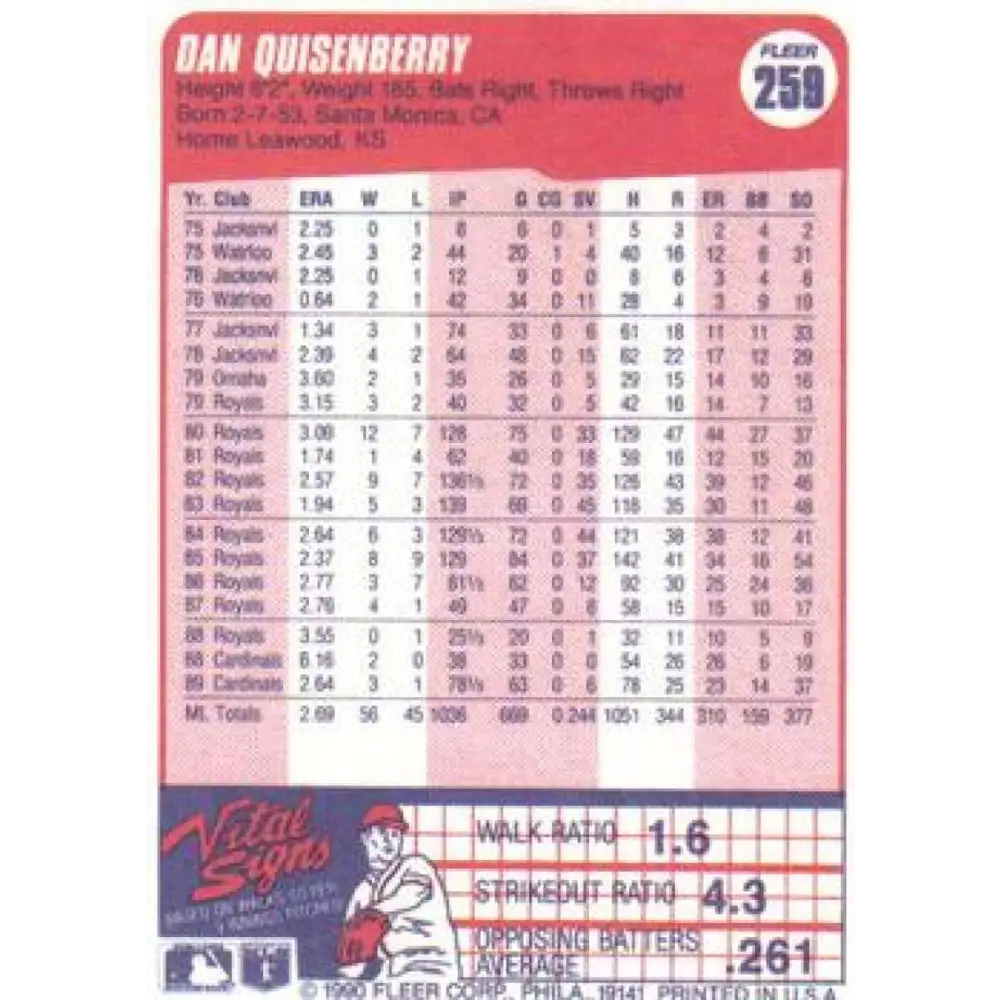 DAN QUISENBERRY
FLEER
259
Height 6'2", Weight 185, Bats Right, Throws Right
Born 2-7-53, Santa Monica, CA
Home Leawood, KS
Yr. Club ERA W L IP G CG SV H R ER BB SO
75 Jacksnvl 2.25 0 1 8 6 0 1 5 3 2 4 2
75 Watrloo 2.45 3 2 44 20 1 4 40 16 12 6 31
76 Jacksnvl 2.25 0 1 12 9 0 0 8 6 3 4 8
76 Watrloo 0.64 2 1 42 34 0 11 28 4 3 9 19
77 Jacksnvl 1.34 3 1 74 33 0 6 61 18 11 11 33
78 Jacksnvl 2.39 4 2 64 48 0 15 62 22 17 12 29
79 Omaha 3.60 2 1 35 26 0 5 29 15 14 10 16
79 Royals 3.15 3 2 40 32 0 5 42 16 14 7 13
80 Royals 3.09 12 7 128 75 0 33 129 47 44 27 37
81 Royals 1.74 1 4 62 40 0 18 59 16 12 15 20
82 Royals 2.57 9 7 136⅔ 72 0 35 126 43 39 12 46
83 Royals 1.94 5 3 139 69 0 45 118 35 30 11 48
84 Royals 2.64 6 3 129⅓ 72 0 44 121 38 38 12 41
85 Royals 2.37 8 9 129 84 0 37 142 41 34 16 54
86 Royals 2.77 3 7 81⅓ 62 0 12 92 30 25 24 36
87 Royals 2.76 4 1 49 47 0 8 58 15 15 10 17
88 Royals 3.55 0 1 25⅓ 20 0 1 32 11 10 5 9
88 Cardinals 6.16 2 0 38 33 0 0 54 26 26 6 19
89 Cardinals 2.64 3 1 78⅓ 63 0 6 78 25 23 14 37
ML Totals 2.69 56 45 1036 669 0 244 1051 344 310 159 377
Vital Signs
WALK RATIO 1.6
STRIKEOUT RATIO 4.3
OPPOSING BATTERS
AVERAGE .261
© 1990 FLEER CORP., PHILA., 19141 PRINTED IN U.S.A.